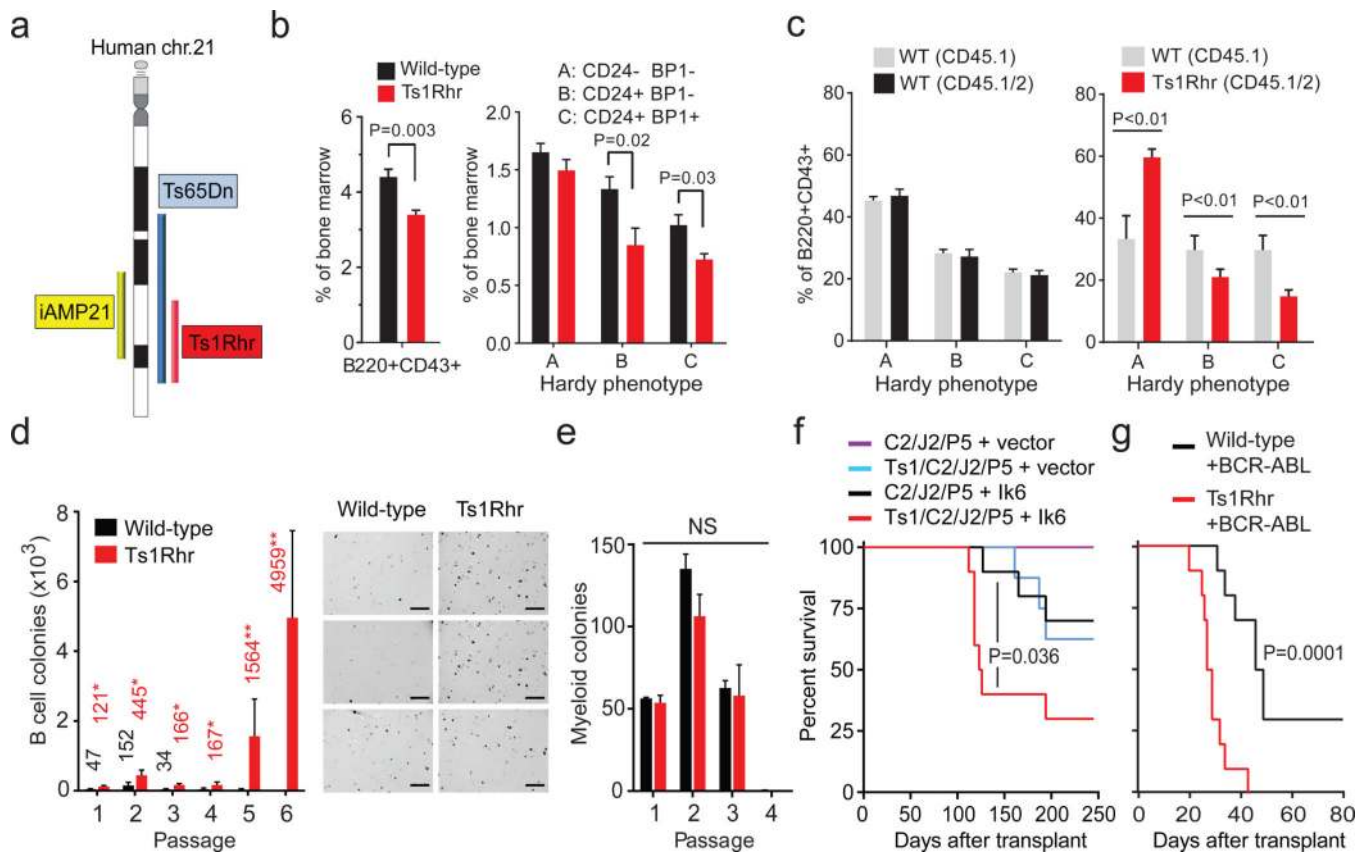 a
Human chr.21
Ts65Dn
iAMP21
Ts1Rhr
b
Wild-type
Ts1Rhr
A: CD24- BP1-
B: CD24+ BP1-
C: CD24+ BP1+
% of bone marrow
6
4
2
0
P=0.003
B220+CD43+
% of bone marrow
2.0
1.5
1.0
0.5
0.0
P=0.02
P=0.03
A B C
Hardy phenotype
c
WT (CD45.1)
WT (CD45.1/2)
% of B220+CD43+
80
60
40
20
0
A B C
Hardy phenotype
WT (CD45.1)
Ts1Rhr (CD45.1/2)
80
60
40
20
0
P<0.01
P<0.01
P<0.01
A B C
Hardy phenotype
d
Wild-type
Ts1Rhr
B cell colonies (x10³)
8
6
4
2
0
47
121*
152
445*
34
166*
167*
1564**
4959**
1 2 3 4 5 6
Passage
Wild-type Ts1Rhr
e
NS
Myeloid colonies
150
100
50
0
1 2 3 4
Passage
f
C2/J2/P5 + vector
Ts1/C2/J2/P5 + vector
C2/J2/P5 + Ik6
Ts1/C2/J2/P5 + Ik6
Percent survival
100
75
50
25
0
P=0.036
0 50 100 150 200 250
Days after transplant
g
Wild-type
+BCR-ABL
Ts1Rhr
+BCR-ABL
P=0.0001
0 20 40 60 80
Days after transplant